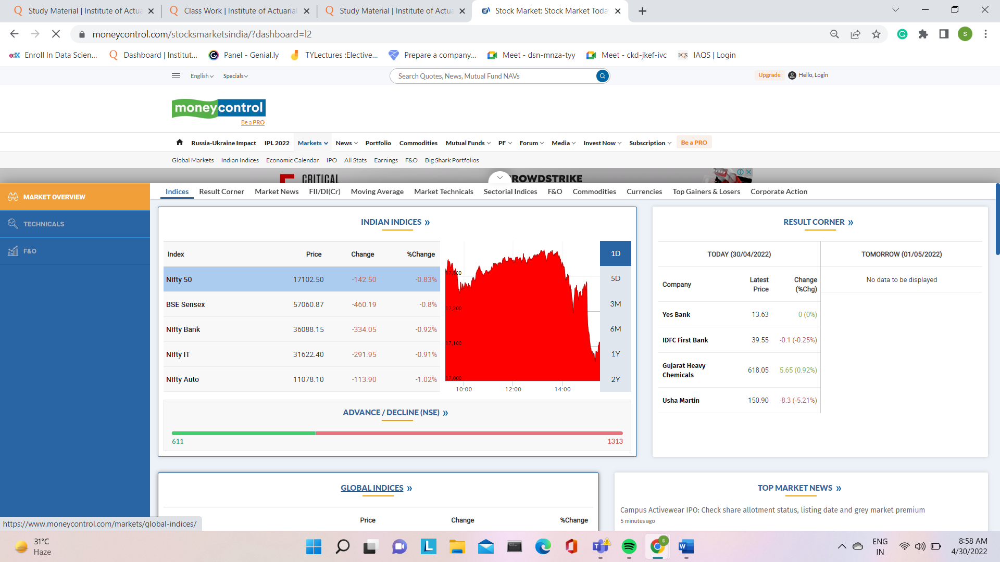 Study Material | Institute of Actua
Class Work | Institute of Actuarial
Study Material | Institute of Actua
Stock Market: Stock Market Toda
moneycontrol.com/stocksmarketsindia/?dashboard=l2
S
edX Enroll In Data Scien...
Dashboard | Institut...
Panel - Genial.ly
TYLectures :Elective...
Prepare a company...
Meet - dsn-mnza-tyy
Meet - ckd-jkef-ivc
IAQS IAQS | Login
English
Specials
Search Quotes, News, Mutual Fund NAVs
Upgrade
Hello, Login
moneycontrol
Be a PRO
Russia-Ukraine Impact IPL 2022 Markets News Portfolio Commodities Mutual Funds PF Forum Media Invest Now Subscription Be a PRO
Global Markets Indian Indices Economic Calendar IPO All Stats Earnings F&O Big Shark Portfolios
CRITICAL ROWDSTRIKE
MARKET OVERVIEW
TECHNICALS
F&O
Indices Result Corner Market News FII/DI(Cr) Moving Average Market Technicals Sectorial Indices F&O Commodities Currencies Top Gainers & Losers Corporate Action
INDIAN INDICES »
Index Price Change %Change
Nifty 50 17102.50 -142.50 -0.83%
BSE Sensex 57060.87 -460.19 -0.8%
Nifty Bank 36088.15 -334.05 -0.92%
Nifty IT 31622.40 -291.95 -0.91%
Nifty Auto 11078.10 -113.90 -1.02%
17,300
17,200
17,100
17,000
10:00 12:00 14:00
1D
5D
3M
6M
1Y
2Y
ADVANCE / DECLINE (NSE) »
611 1313
RESULT CORNER »
TODAY (30/04/2022) TOMORROW (01/05/2022)
Company Latest Price Change (%Chg)
No data to be displayed
Yes Bank 13.63 0 (0%)
IDFC First Bank 39.55 -0.1 (-0.25%)
Gujarat Heavy Chemicals 618.05 5.65 (0.92%)
Usha Martin 150.90 -8.3 (-5.21%)
GLOBAL INDICES »
Price Change %Change
TOP MARKET NEWS »
Campus Activewear IPO: Check share allotment status, listing date and grey market premium
5 minutes ago
https://www.moneycontrol.com/markets/global-indices/
31°C
Haze
ENG
IN
8:58 AM
4/30/2022